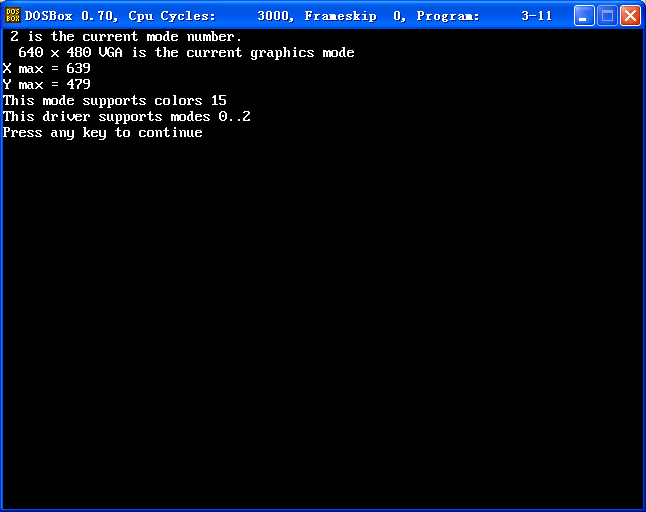 DOS BOX
DOSBox 0.70, Cpu Cycles: 3000, Frameskip 0, Program: 3-11
2 is the current mode number.
640 x 480 VGA is the current graphics mode
X max = 639
Y max = 479
This mode supports colors 15
This driver supports modes 0..2
Press any key to continue